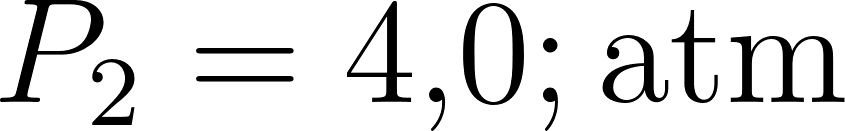 P₂ = 4,0; atm